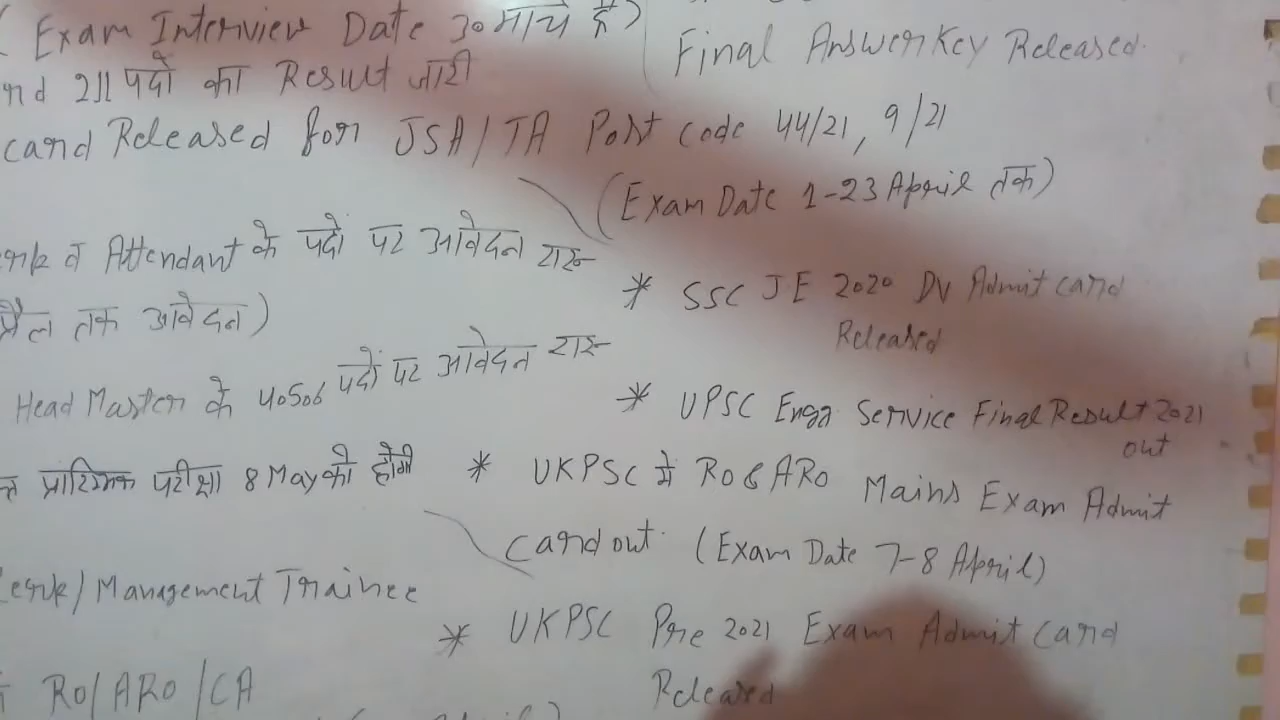 ( Exam Interview Date 30 मार्च है)
nd 211 पदों का Result जारी
card Released for JSA/TA Post code 44/21, 9/21
(Exam Date 1-23 April तक)
erk व Attendant के पदों पर आवेदन शुरू
तक आवेदन)
Head Master के 40506 पदों पर आवेदन शुरू
प्रारम्भिक परीक्षा 8 May को होगी
lerk/Management Trainee
RO/ARO/CA
Final Answer Key Released.
* SSC JE 2020 DV Admit card
Released
* UPSC Engg Service Final Result 2021
out
* UKPSC में RO & ARO Mains Exam Admit
card out. (Exam Date 7-8 April)
* UKPSC Pre 2021 Exam Admit Card
Released